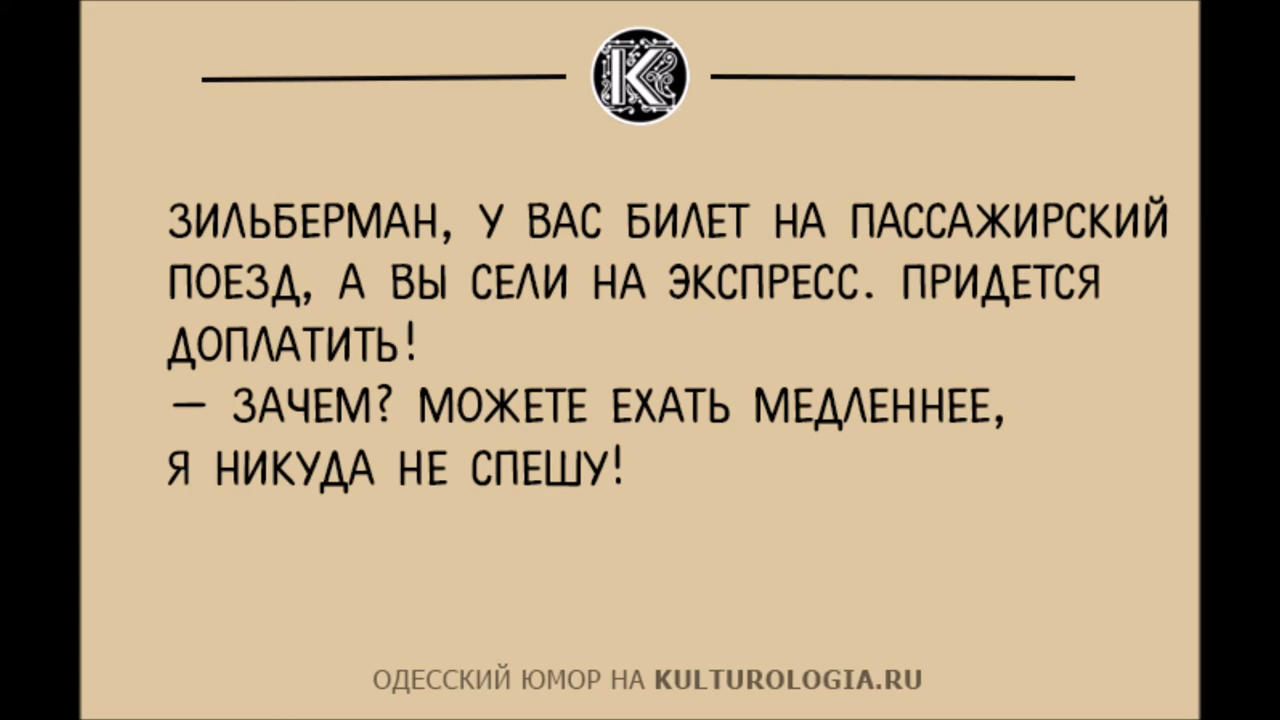 К
ЗИЛЬБЕРМАН, У ВАС БИЛЕТ НА ПАССАЖИРСКИЙ
ПОЕЗД, А ВЫ СЕЛИ НА ЭКСПРЕСС. ПРИДЕТСЯ
ДОПЛАТИТЬ!
— ЗАЧЕМ? МОЖЕТЕ ЕХАТЬ МЕДЛЕННЕЕ,
Я НИКУДА НЕ СПЕШУ!
ОДЕССКИЙ ЮМОР НА KULTUROLOGIA.RU